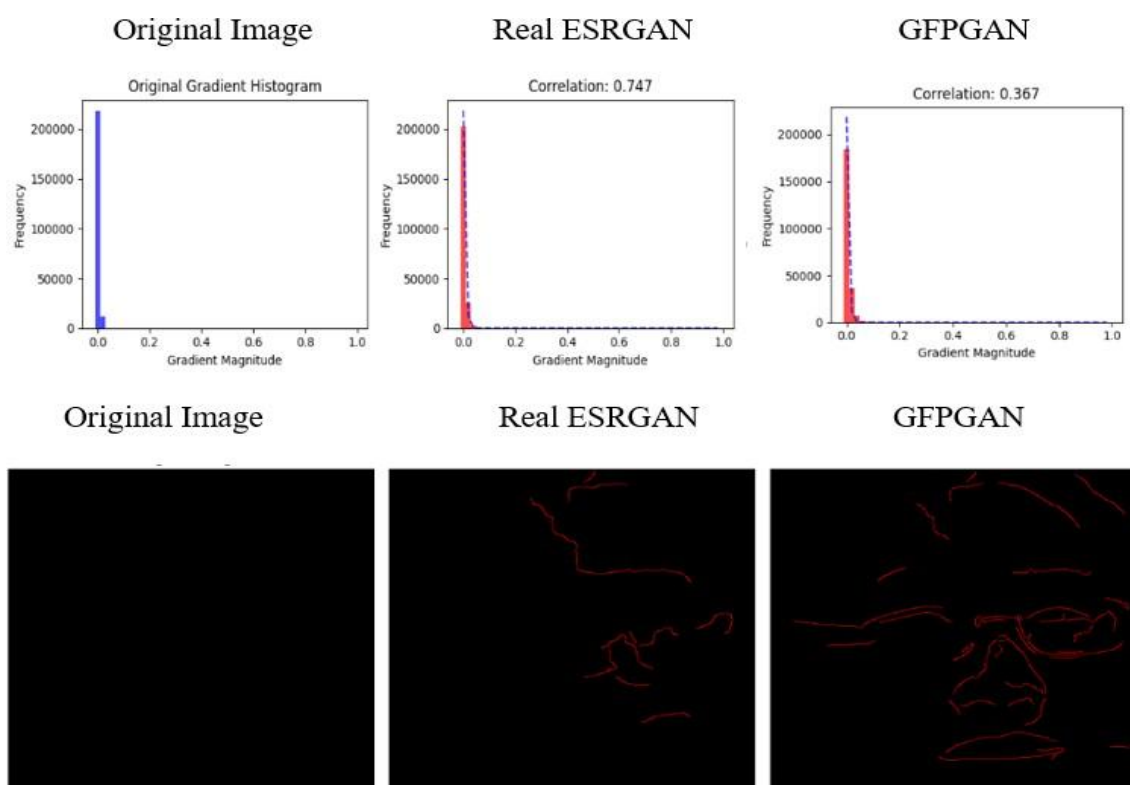 Original Image
Real ESRGAN
GFPGAN
Original Gradient Histogram
Frequency
200000
150000
100000
50000
0
0.0 0.2 0.4 0.6 0.8 1.0
Gradient Magnitude
Correlation: 0.747
Frequency
200000
150000
100000
50000
0
0.0 0.2 0.4 0.6 0.8 1.0
Gradient Magnitude
Correlation: 0.367
Frequency
200000
150000
100000
50000
0
0.0 0.2 0.4 0.6 0.8 1.0
Gradient Magnitude
Original Image
Real ESRGAN
GFPGAN